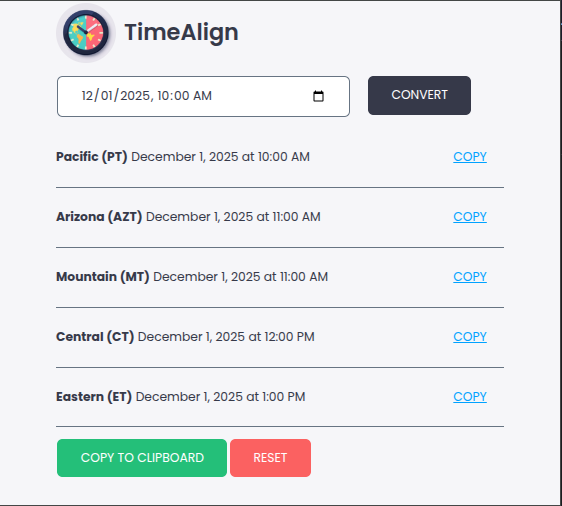 TimeAlign
12/01/2025, 10:00 AM CONVERT
Pacific (PT) December 1, 2025 at 10:00 AM COPY
Arizona (AZT) December 1, 2025 at 11:00 AM COPY
Mountain (MT) December 1, 2025 at 11:00 AM COPY
Central (CT) December 1, 2025 at 12:00 PM COPY
Eastern (ET) December 1, 2025 at 1:00 PM COPY
COPY TO CLIPBOARD RESET